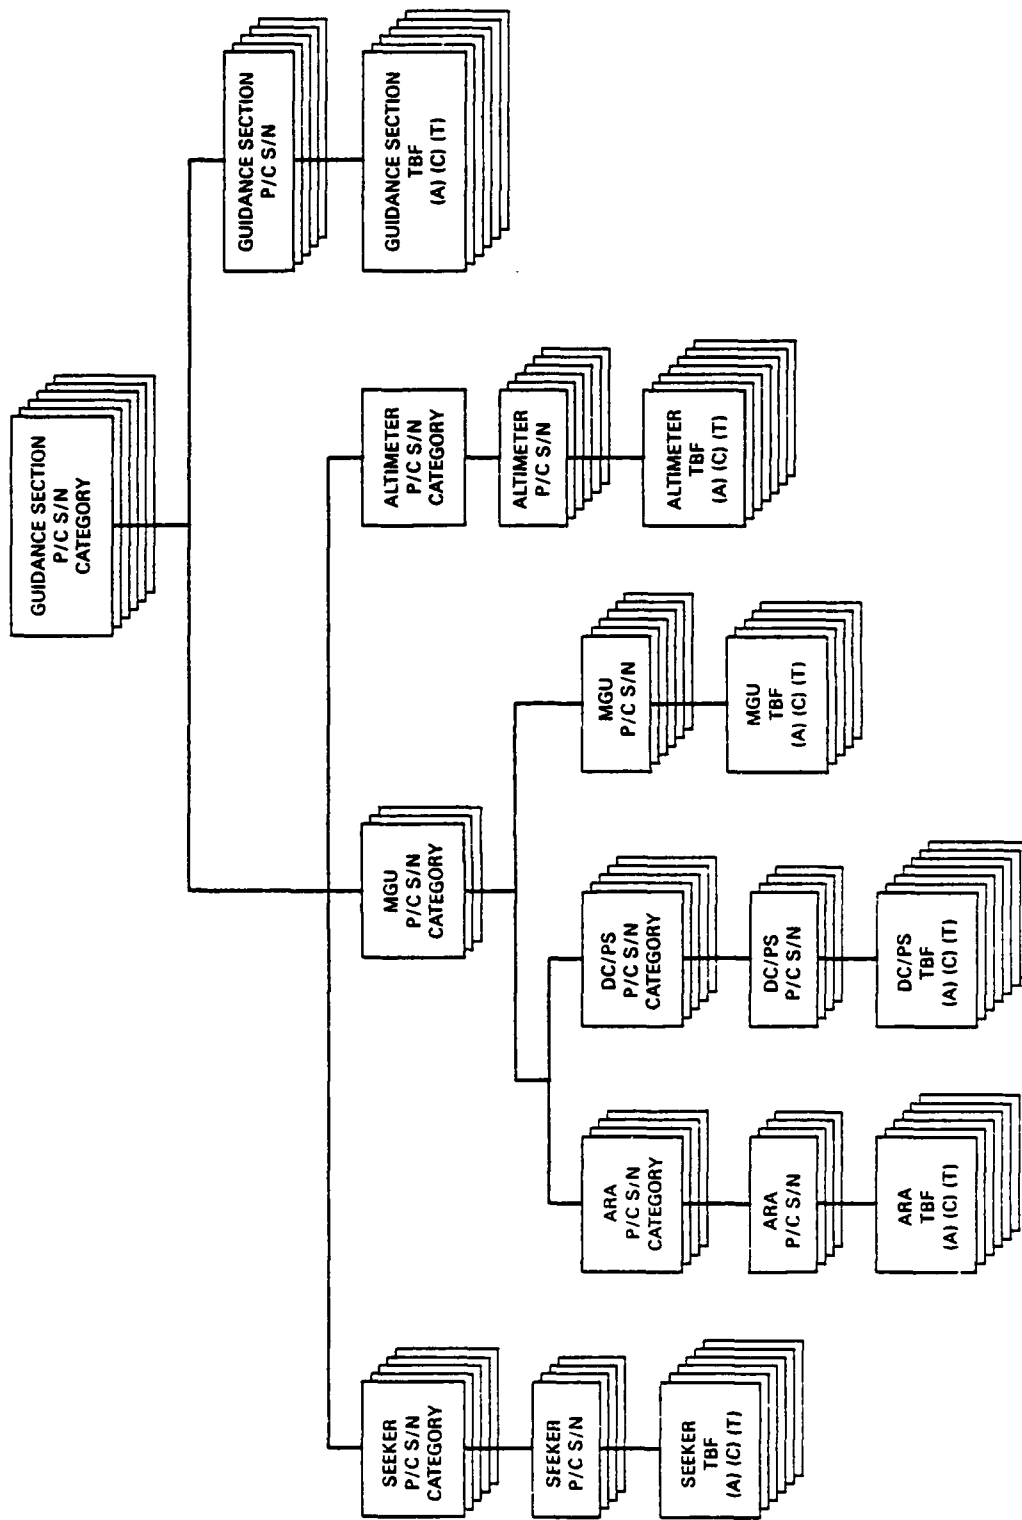 GUIDANCE SECTION
P/C S/N
CATEGORY
GUIDANCE SECTION
P/C S/N
GUIDANCE SECTION
TBF
(A) (C) (T)
SEEKER
P/C S/N
CATEGORY
SEEKER
P/C S/N
SEEKER
TBF
(A) (C) (T)
MGU
P/C S/N
CATEGORY
ARA
P/C S/N
CATEGORY
ARA
P/C S/N
ARA
TBF
(A) (C) (T)
DC/PS
P/C S/N
CATEGORY
DC/PS
P/C S/N
DC/PS
TBF
(A) (C) (T)
MGU
P/C S/N
MGU
TBF
(A) (C) (T)
ALTIMETER
P/C S/N
CATEGORY
ALTIMETER
P/C S/N
ALTIMETER
TBF
(A) (C) (T)